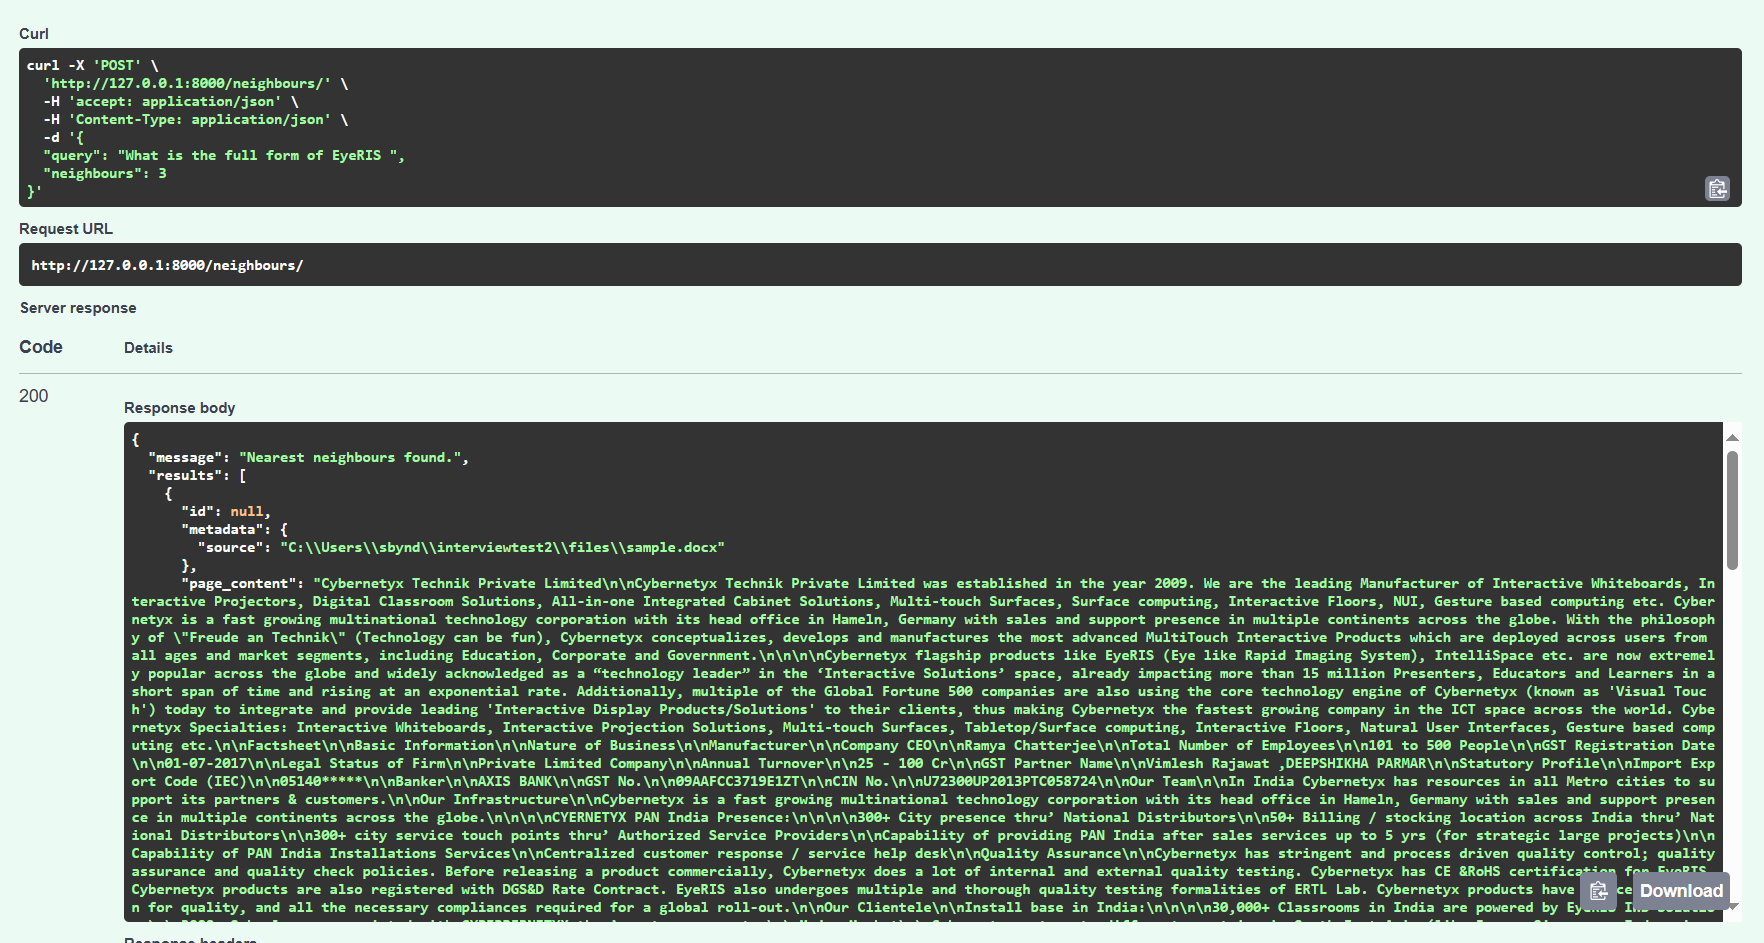 Curl
curl -X 'POST' \
'http://127.0.0.1:8000/neighbours/' \
-H 'accept: application/json' \
-H 'Content-Type: application/json' \
-d '{
"query": "What is the full form of EyeRIS ",
"neighbours": 3
}'
Request URL
http://127.0.0.1:8000/neighbours/
Server response
Code Details
200
Response body
{
"message": "Nearest neighbours found.",
"results": [
{
"id": null,
"metadata": {
"source": "C:\\Users\\sbynd\\interviewtest2\\files\\sample.docx"
},
"page_content": "Cybernetyx Technik Private Limited\n\nCybernetyx Technik Private Limited was established in the year 2009. We are the leading Manufacturer of Interactive Whiteboards, In
teractive Projectors, Digital Classroom Solutions, All-in-one Integrated Cabinet Solutions, Multi-touch Surfaces, Surface computing, Interactive Floors, NUI, Gesture based computing etc. Cyber
netyx is a fast growing multinational technology corporation with its head office in Hameln, Germany with sales and support presence in multiple continents across the globe. With the philosoph
y of \"Freude an Technik\" (Technology can be fun), Cybernetyx conceptualizes, develops and manufactures the most advanced MultiTouch Interactive Products which are deployed across users from
all ages and market segments, including Education, Corporate and Government.\n\n\n\nCybernetyx flagship products like EyeRIS (Eye like Rapid Imaging System), IntelliSpace etc. are now extremel
y popular across the globe and widely acknowledged as a “technology leader” in the ‘Interactive Solutions’ space, already impacting more than 15 million Presenters, Educators and Learners in a
short span of time and rising at an exponential rate. Additionally, multiple of the Global Fortune 500 companies are also using the core technology engine of Cybernetyx (known as 'Visual Touc
h') today to integrate and provide leading 'Interactive Display Products/Solutions' to their clients, thus making Cybernetyx the fastest growing company in the ICT space across the world. Cybe
rnetyx Specialties: Interactive Whiteboards, Interactive Projection Solutions, Multi-touch Surfaces, Tabletop/Surface computing, Interactive Floors, Natural User Interfaces, Gesture based comp
uting etc.\n\nFactsheet\n\nBasic Information\n\nNature of Business\n\nManufacturer\n\nCompany CEO\n\nRamya Chatterjee\n\nTotal Number of Employees\n\n101 to 500 People\n\nGST Registration Date
\n\n01-07-2017\n\nLegal Status of Firm\n\nPrivate Limited Company\n\nAnnual Turnover\n\n25 - 100 Cr\n\nGST Partner Name\n\nVimlesh Rajawat ,DEEPSHIKHA PARMAR\n\nStatutory Profile\n\nImport Exp
ort Code (IEC)\n\n05140*****\n\nBanker\n\nAXIS BANK\n\nGST No.\n\n09AAFCC3719E1ZT\n\nCIN No.\n\nU72300UP2013PTC058724\n\nOur Team\n\nIn India Cybernetyx has resources in all Metro cities to su
pport its partners & customers.\n\nOur Infrastructure\n\nCybernetyx is a fast growing multinational technology corporation with its head office in Hameln, Germany with sales and support presen
ce in multiple continents across the globe.\n\n\n\nCYERNETYX PAN India Presence:\n\n\n\n300+ City presence thru’ National Distributors\n\n50+ Billing / stocking location across India thru’ Nat
ional Distributors\n\n300+ city service touch points thru’ Authorized Service Providers\n\nCapability of providing PAN India after sales services up to 5 yrs (for strategic large projects)\n\n
Capability of PAN India Installations Services\n\nCentralized customer response / service help desk\n\nQuality Assurance\n\nCybernetyx has stringent and process driven quality control; quality
assurance and quality check policies. Before releasing a product commercially, Cybernetyx does a lot of internal and external quality testing. Cybernetyx has CE &RoHS certification for EyeRIS.
Cybernetyx products are also registered with DGS&D Rate Contract. EyeRIS also undergoes multiple and thorough quality testing formalities of ERTL Lab. Cybernetyx products have
n for quality, and all the necessary compliances required for a global roll-out.\n\nOur Clientele\n\nInstall base in India:\n\n\n\n30,000+ Classrooms in India are powered by
Download
Response headers